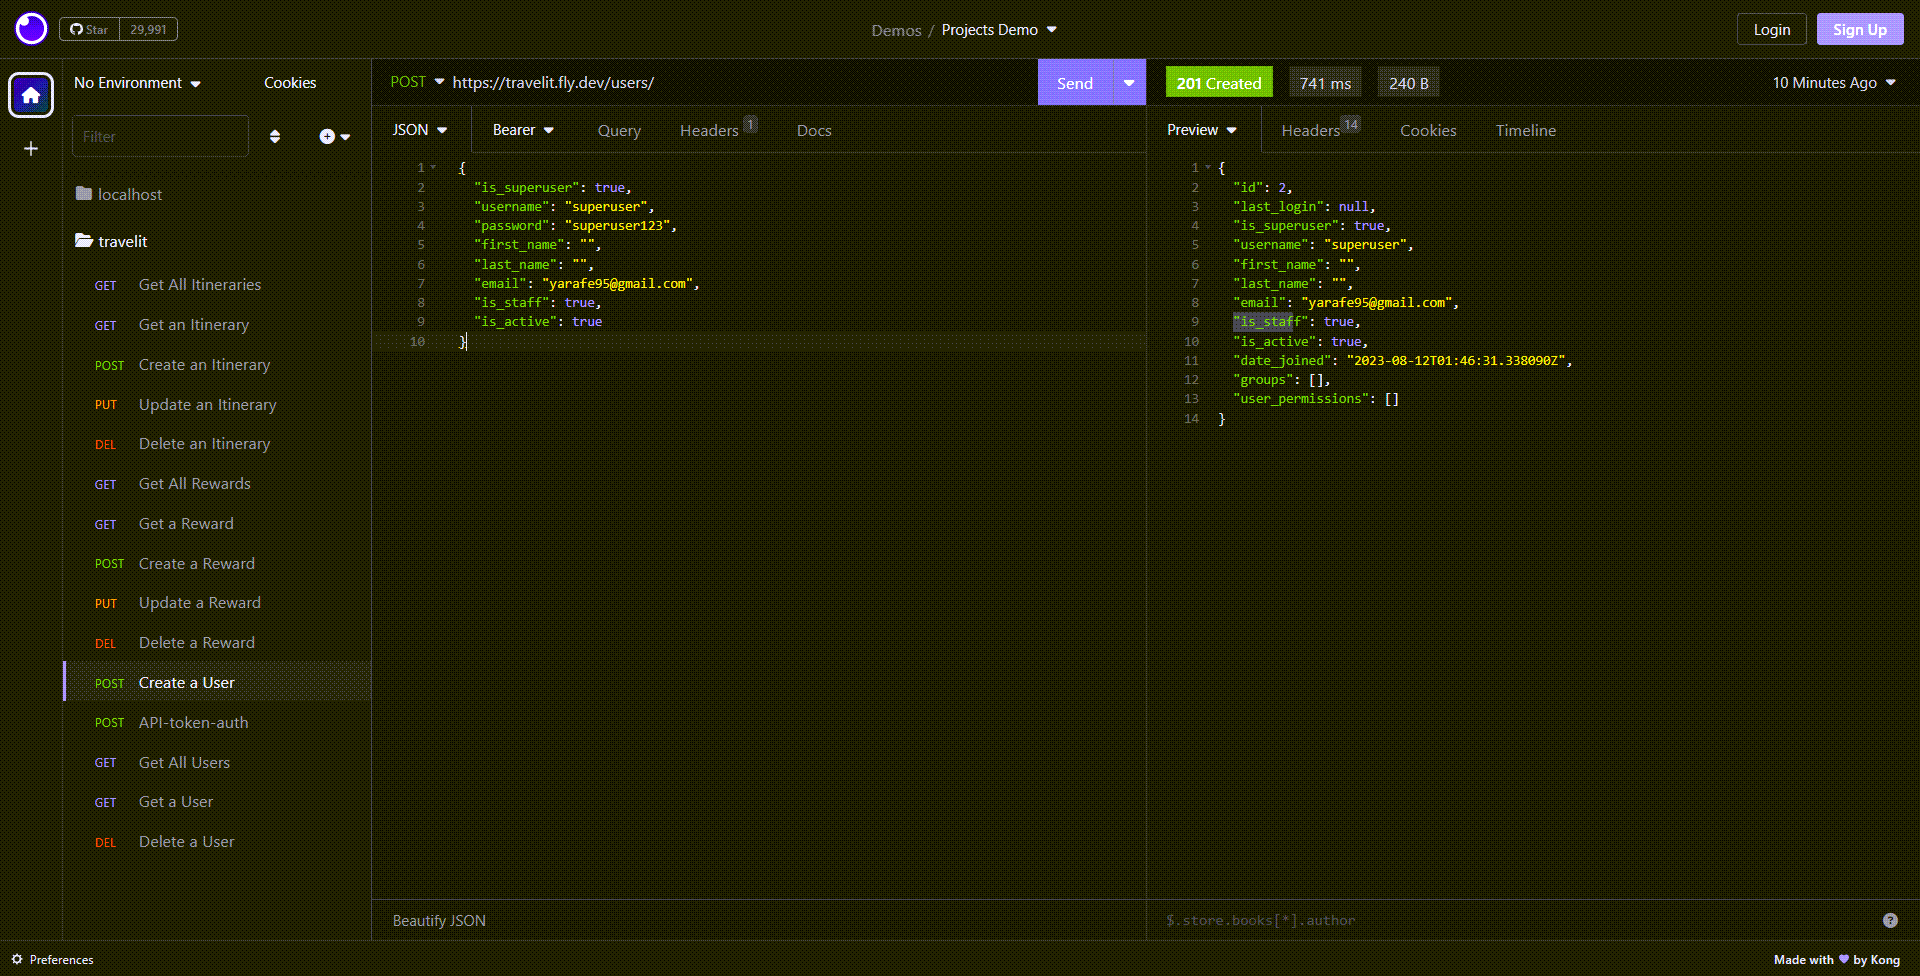 Star 29,991
Demos / Projects Demo
Login Sign Up
No Environment Cookies
Filter
localhost
travelit
GET Get All Itineraries
GET Get an Itinerary
POST Create an Itinerary
PUT Update an Itinerary
DEL Delete an Itinerary
GET Get All Rewards
GET Get a Reward
POST Create a Reward
PUT Update a Reward
DEL Delete a Reward
POST Create a User
POST API-token-auth
GET Get All Users
GET Get a User
DEL Delete a User
POST https://travelit.fly.dev/users/ Send
JSON Bearer Query Headers 1 Docs
1 {
2 "is_superuser": true,
3 "username": "superuser",
4 "password": "superuser123",
5 "first_name": "",
6 "last_name": "",
7 "email": "yarafe95@gmail.com",
8 "is_staff": true,
9 "is_active": true
10 }
Beautify JSON
201 Created 741 ms 240 B 10 Minutes Ago
Preview Headers 14 Cookies Timeline
1 {
2 "id": 2,
3 "last_login": null,
4 "is_superuser": true,
5 "username": "superuser",
6 "first_name": "",
7 "last_name": "",
8 "email": "yarafe95@gmail.com",
9 "is_staff": true,
10 "is_active": true,
11 "date_joined": "2023-08-12T01:46:31.338090Z",
12 "groups": [],
13 "user_permissions": []
14 }
$.store.books[*].author ?
Preferences
Made with by Kong